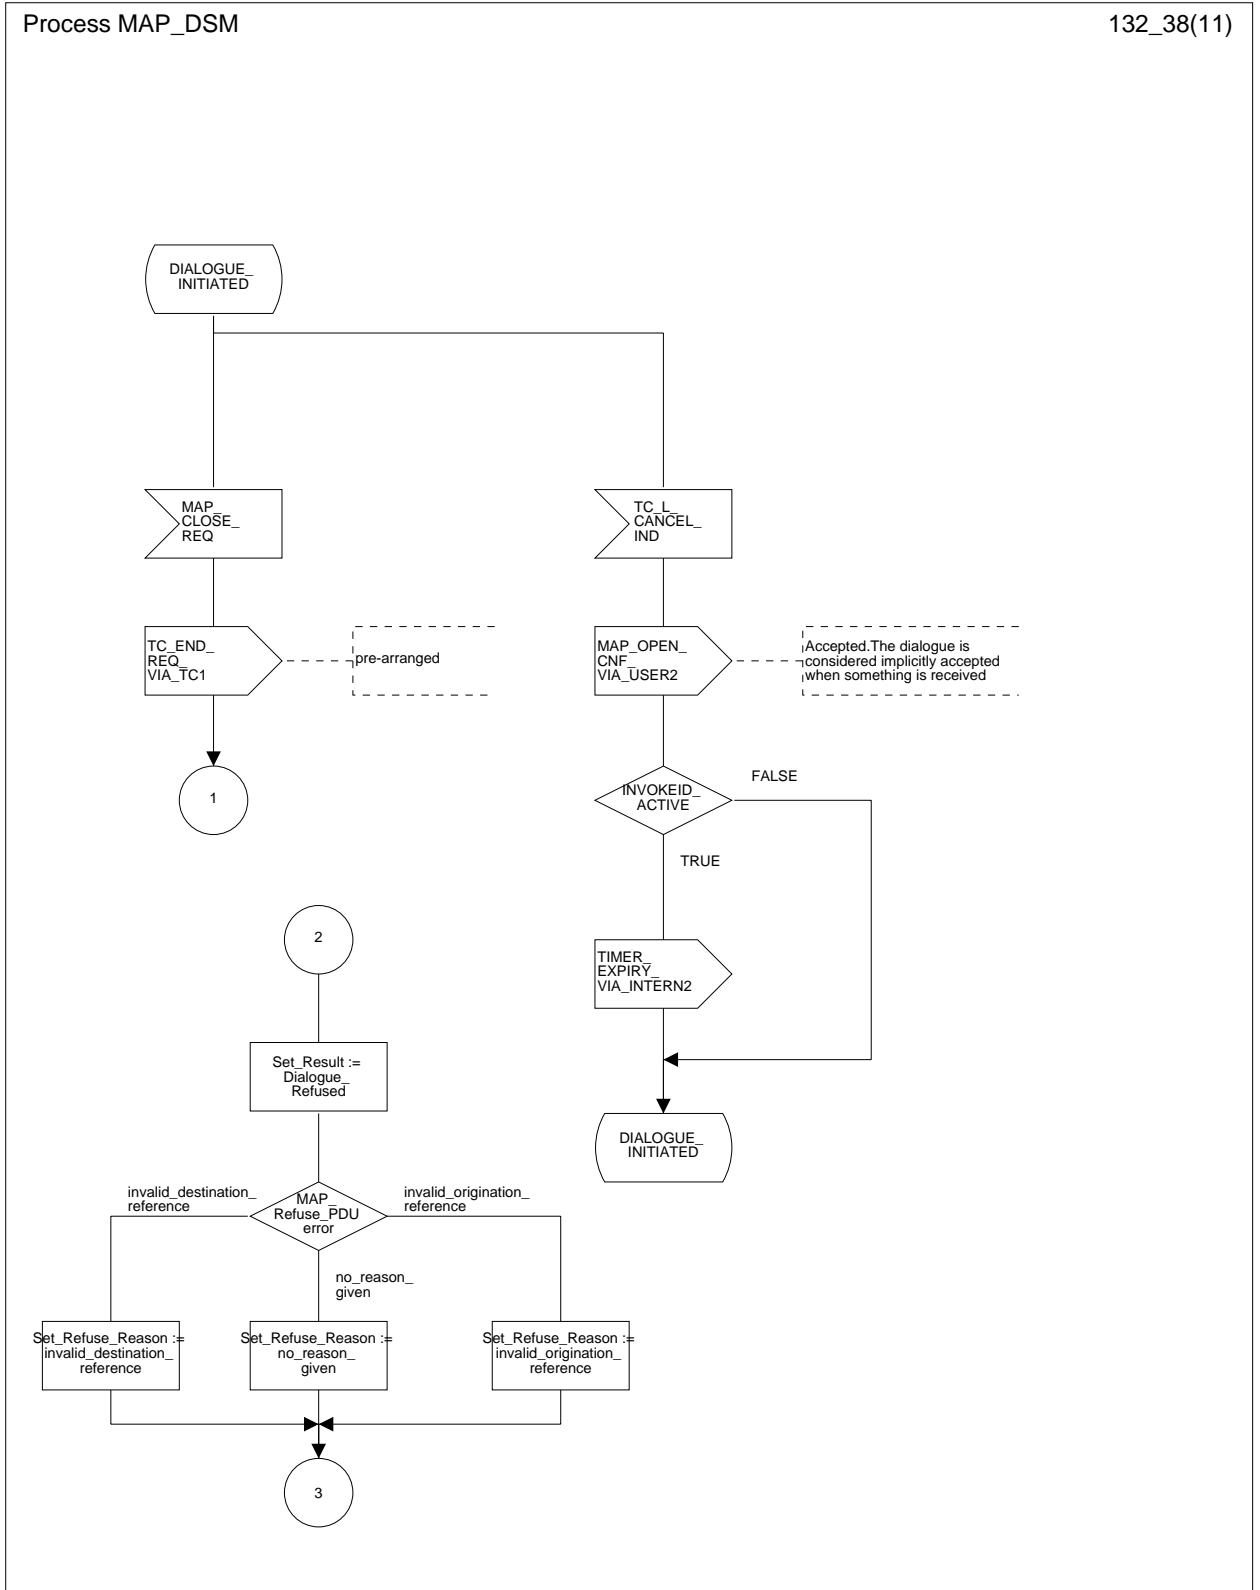 Process MAP_DSM
132_38(11)
DIALOGUE_
INITIATED
MAP_
CLOSE_
REQ
TC_L_
CANCEL_
IND
TC_END_
REQ_
VIA_TC1
pre-arranged
MAP_OPEN_
CNF_
VIA_USER2
Accepted.The dialogue is
considered implicitly accepted
when something is received
1
INVOKEID_
ACTIVE
FALSE
TRUE
2
TIMER_
EXPIRY_
VIA_INTERN2
Set_Result :=
Dialogue_
Refused
DIALOGUE_
INITIATED
invalid_destination_
reference
MAP_
Refuse_PDU
error
invalid_origination_
reference
no_reason_
given
Set_Refuse_Reason :=
invalid_destination_
reference
Set_Refuse_Reason :=
no_reason_
given
Set_Refuse_Reason :=
invalid_origination_
reference
3